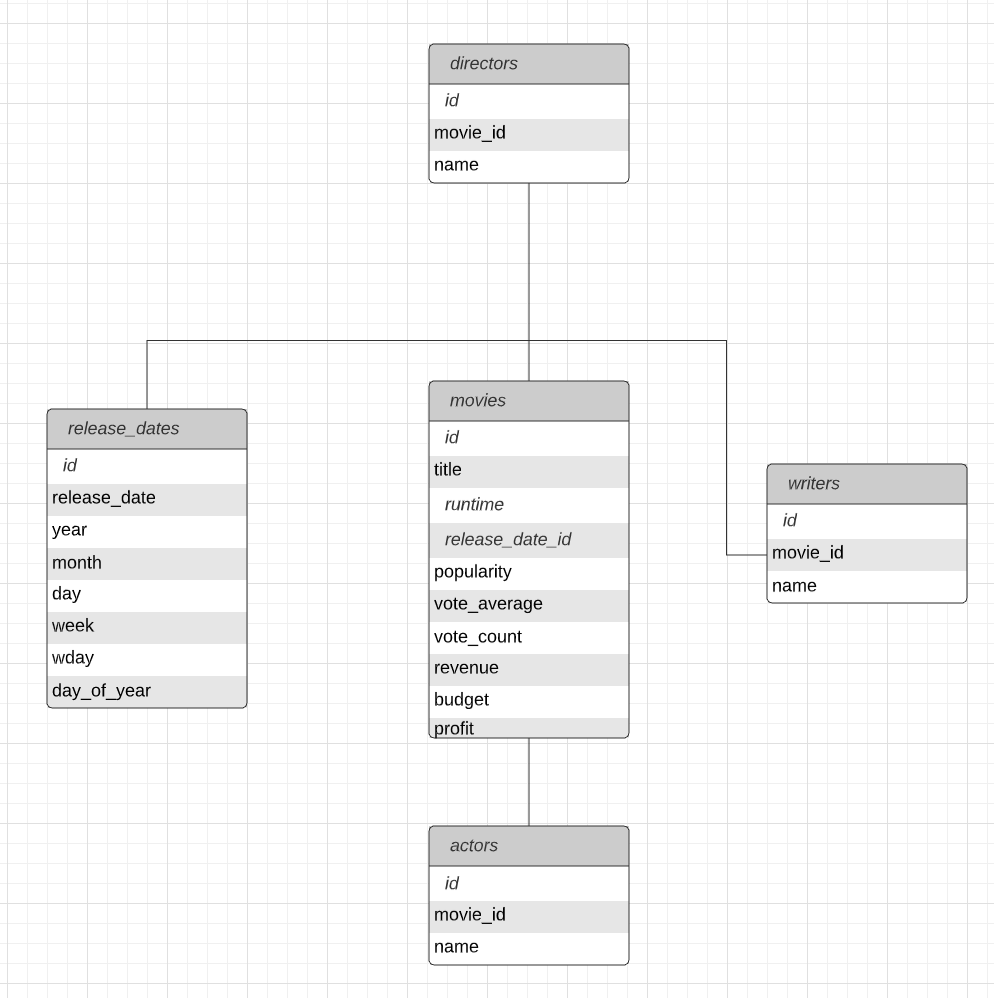 directors
id
movie_id
name
release_dates
id
release_date
year
month
day
week
wday
day_of_year
movies
id
title
runtime
release_date_id
popularity
vote_average
vote_count
revenue
budget
profit
writers
id
movie_id
name
actors
id
movie_id
name